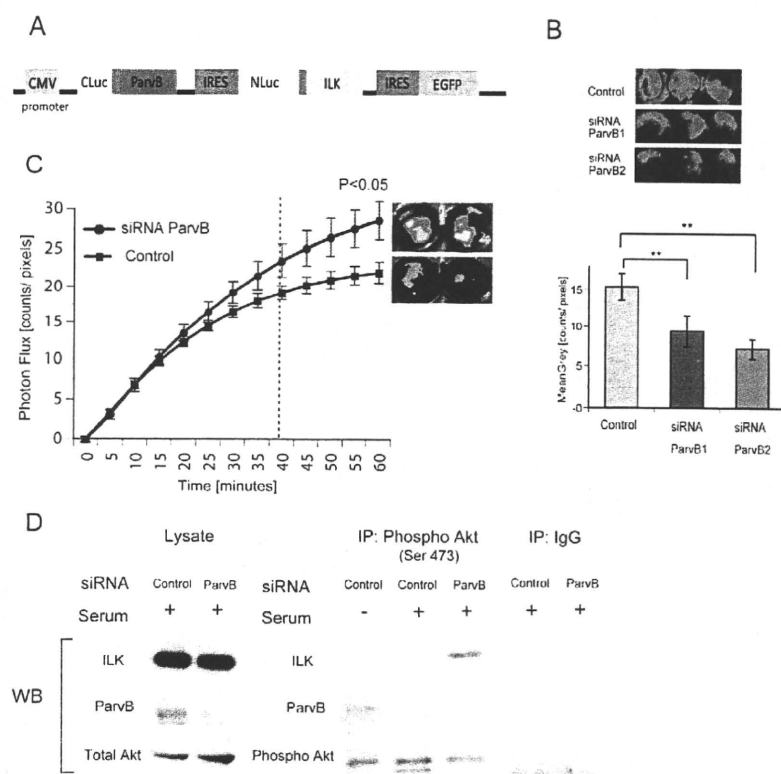 A
CMV CLuc ParvB IRES NLuc ILK IRES EGFP
promoter
B
Control
siRNA
ParvB1
siRNA
ParvB2
**
**
MeanGrey [counts/ pixels]
15
10
5
-0
Control
siRNA
ParvB1
siRNA
ParvB2
C
P<0.05
siRNA ParvB
Control
Photon Flux [counts/ pixels]
30
25
20
15
10
5
0
0 5 10 15 20 25 30 35 40 45 50 55 60
Time [minutes]
D
Lysate
IP: Phospho Akt
(Ser 473)
IP: IgG
siRNA Control ParvB siRNA Control Control ParvB Control ParvB
Serum + + Serum - + + + +
WB
ILK ILK
ParvB ParvB
Total Akt Phospho Akt